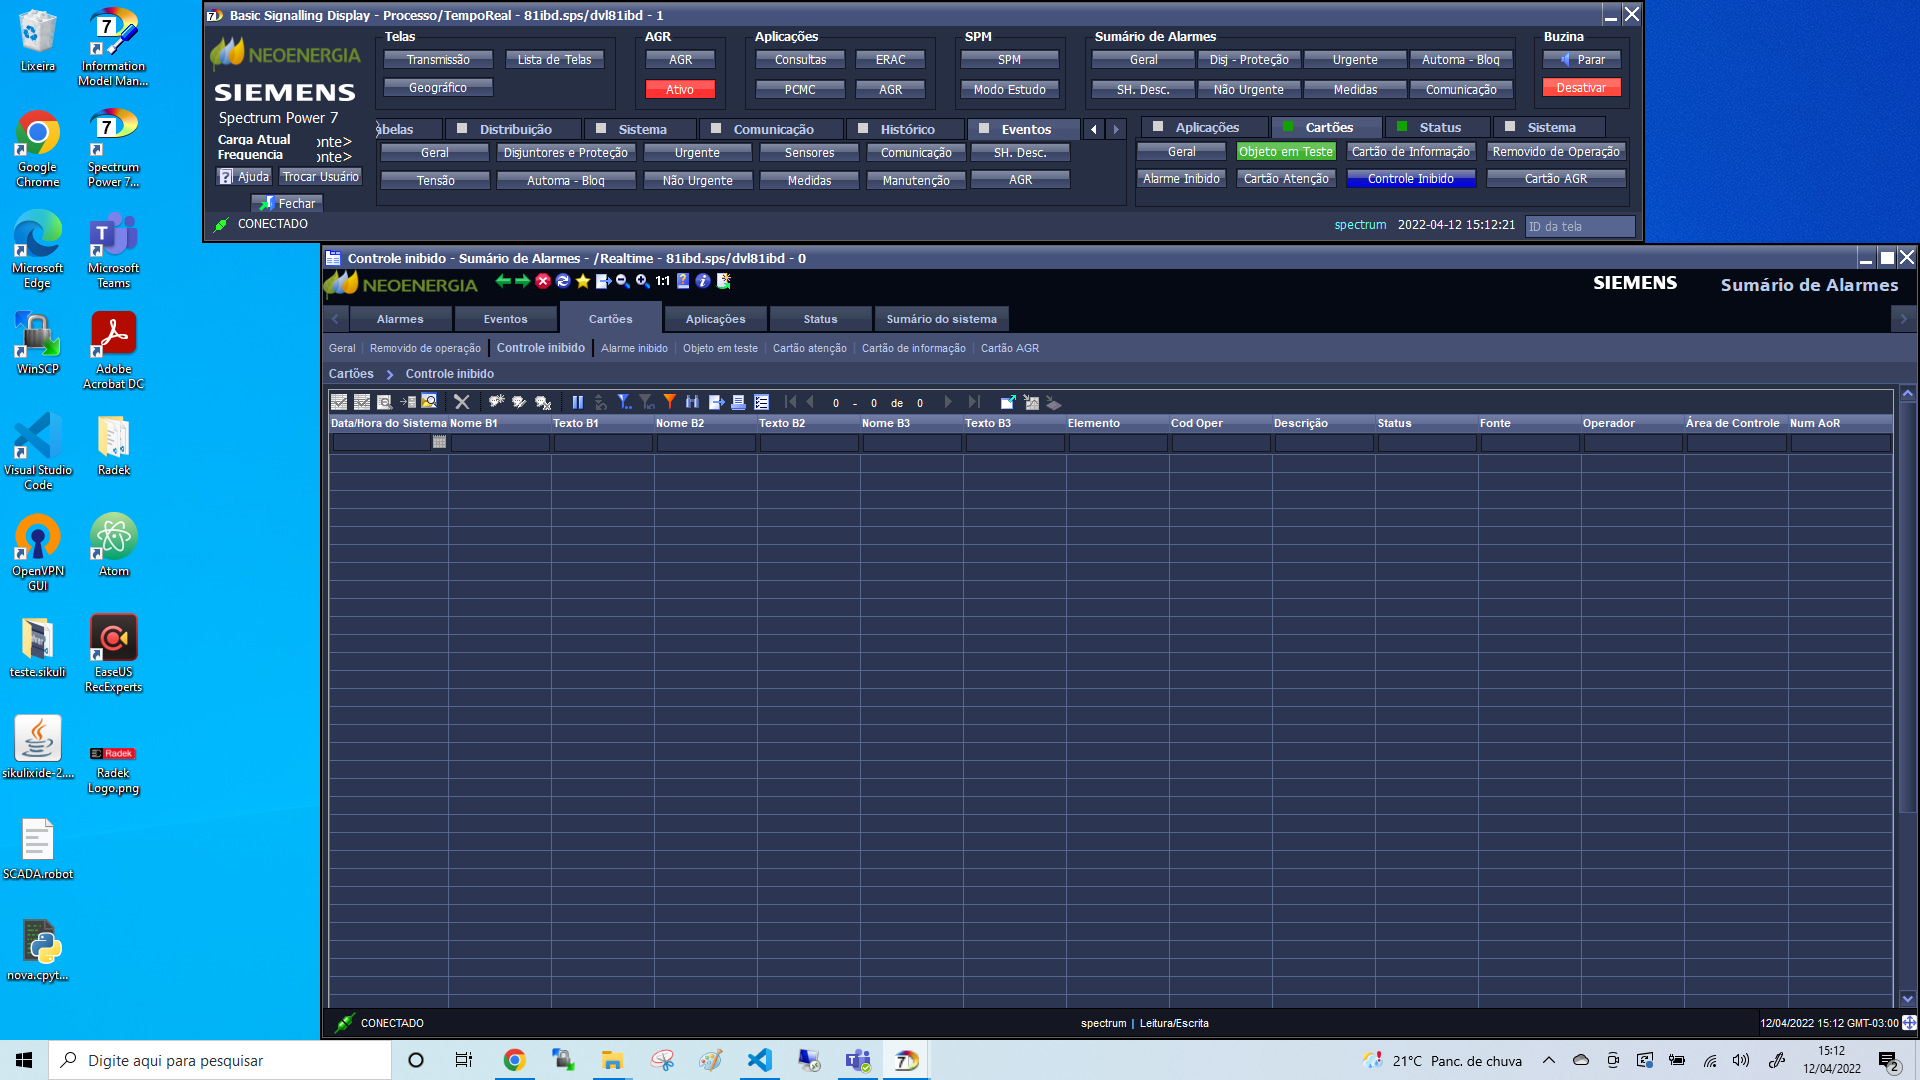 Basic Signalling Display - Processo/TempoReal - 81ibd.sps/dvl81ibd - 1
NEOENERGIA
SIEMENS
Spectrum Power 7
Carga Atual
Frequencia
onte>
onte>
Ajuda
Trocar Usuário
Fechar
CONECTADO
Telas
Transmissão
Lista de Telas
Geográfico
AGR
AGR
Ativo
Aplicações
Consultas
ERAC
PCMC
AGR
SPM
SPM
Modo Estudo
Sumário de Alarmes
Geral
Disj - Proteção
Urgente
Automa - Bloq
SH. Desc.
Não Urgente
Medidas
Comunicação
Buzina
Parar
Desativar
abelas
Distribuição
Sistema
Comunicação
Histórico
Eventos
Geral
Disjuntores e Proteção
Urgente
Sensores
Comunicação
SH. Desc.
Tensão
Automa - Bloq
Não Urgente
Medidas
Manutenção
AGR
Aplicações
Cartões
Status
Sistema
Geral
Objeto em Teste
Cartão de Informação
Removido de Operação
Alarme Inibido
Cartão Atenção
Controle Inibido
Cartão AGR
spectrum
2022-04-12 15:12:21
ID da tela
Controle inibido - Sumário de Alarmes - /Realtime - 81ibd.sps/dvl81ibd - 0
NEOENERGIA
1:1
SIEMENS
Sumário de Alarmes
Alarmes
Eventos
Cartões
Aplicações
Status
Sumário do sistema
Geral
Removido de operação
Controle inibido
Alarme inibido
Objeto em teste
Cartão atenção
Cartão de informação
Cartão AGR
Cartões > Controle inibido
0 - 0 de 0
Data/Hora do Sistema
Nome B1
Texto B1
Nome B2
Texto B2
Nome B3
Texto B3
Elemento
Cod Oper
Descrição
Status
Fonte
Operador
Área de Controle
Num AoR
CONECTADO
spectrum | Leitura/Escrita
12/04/2022 15:12 GMT-03:00
Lixeira
Information Model Man...
Google Chrome
Spectrum Power 7...
Microsoft Edge
Microsoft Teams
WinSCP
Adobe Acrobat DC
Visual Studio Code
Radek
OpenVPN GUI
Atom
teste.sikuli
EaseUS RecExperts
sikulixide-2....
Radek
Radek Logo.png
SCADA.robot
nova.cpyt...
Digite aqui para pesquisar
21°C Panc. de chuva
15:12
12/04/2022
2